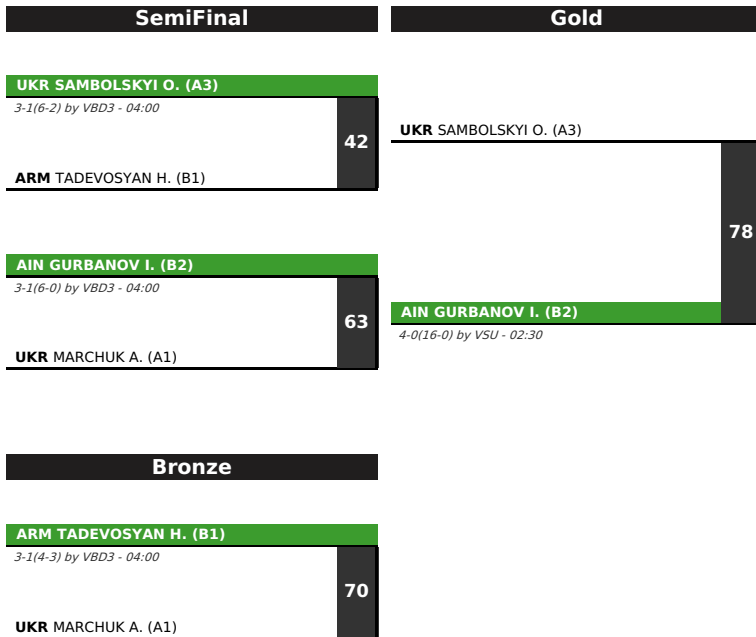 SemiFinal
UKR SAMBOLSKYI O. (A3)
3-1(6-2) by VBD3 - 04:00
42
ARM TADEVOSYAN H. (B1)
AIN GURBANOV I. (B2)
3-1(6-0) by VBD3 - 04:00
63
UKR MARCHUK A. (A1)
Gold
UKR SAMBOLSKYI O. (A3)
78
AIN GURBANOV I. (B2)
4-0(16-0) by VSU - 02:30
Bronze
ARM TADEVOSYAN H. (B1)
3-1(4-3) by VBD3 - 04:00
70
UKR MARCHUK A. (A1)